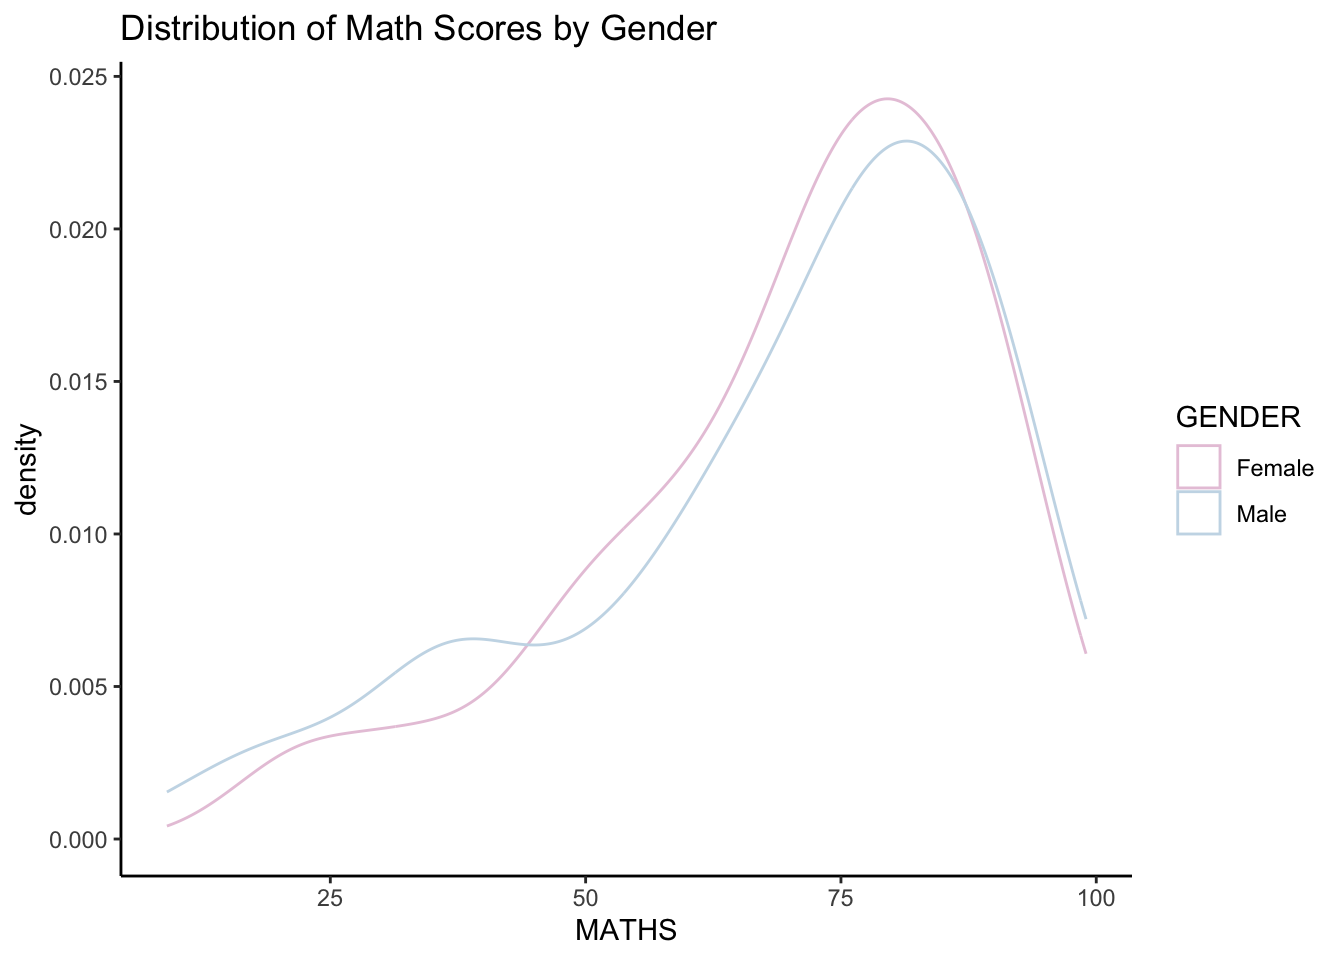 Distribution of Math Scores by Gender
0.025
0.020
0.015
0.010
0.005
0.000
density
25 50 75 100
MATHS
GENDER
Female
Male